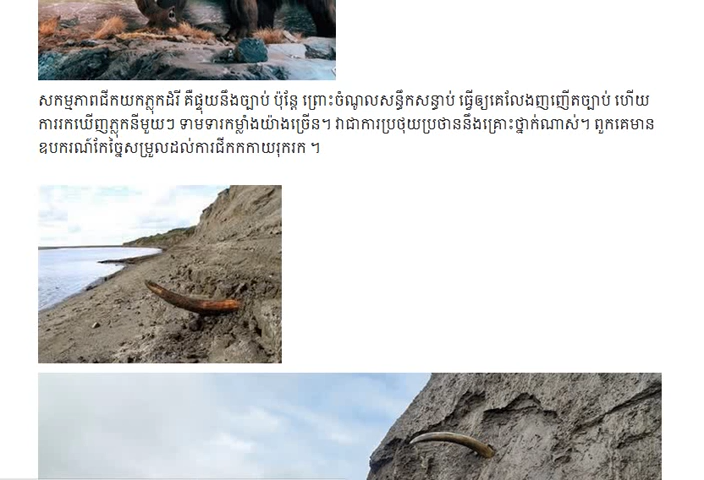 សកម្មភាពជីកយកភ្លុកដំរី គឺផ្ទុយនឹងច្បាប់ ប៉ុន្តែ ព្រោះចំណូលសន្ធឹកសន្ធាប់ ធ្វើឲ្យគេលែងញញើតច្បាប់ ហើយ
ការរកឃើញភ្លុកនីមួយៗ ទាមទារកម្លាំងយ៉ាងច្រើន។ វាជាការប្រថុយប្រថាននឹងគ្រោះថ្នាក់ណាស់។ ពួកគេមាន
ឧបករណ៍កែច្នៃសម្រួលដល់ការជីកកកាយរុករក ។